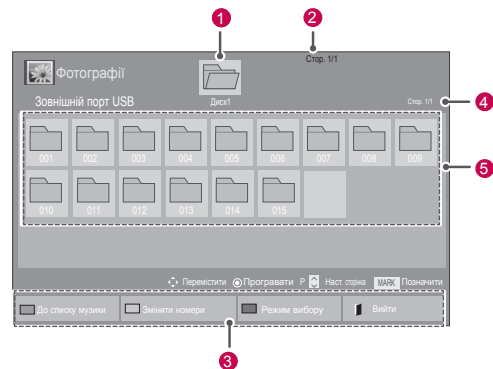 1
2
Стор. 1/1
Фотографії
Зовнішній порт USB
Диск1
Стор. 1/1
4
001 002 003 004 005 006 007 008 009
5
010 011 012 013 014 015
Перемістити Програвати P Наст. сторінка MARK Позначити
До списку музики Змінити номери Режим вибору Вийти
3